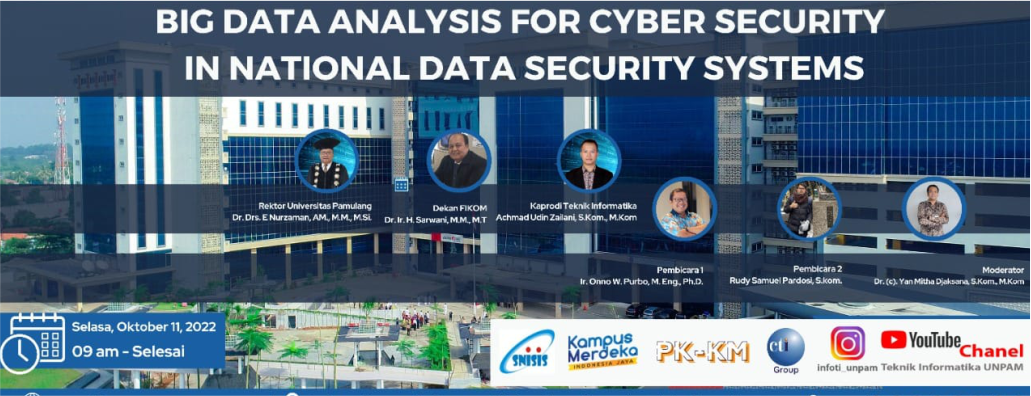 BIG DATA ANALYSIS FOR CYBER SECURITY
IN NATIONAL DATA SECURITY SYSTEMS
Rektor Universitas Pamulang
Dr. Drs. E Nurzaman, AM., M.M., M.Si.
Dekan FIKOM
Dr. Ir. H. Sarwani, M.M., M.T
Kaprodi Teknik Informatika
Achmad Udin Zailani, S.Kom., M.Kom
Pembicara 1
Ir. Onno W. Purbo, M. Eng., Ph.D.
Pembicara 2
Rudy Samuel Pardosi, S.kom.
Moderator
Dr. (c). Yan Mitha Djaksana, S.Kom., M.Kom
Selasa, Oktober 11, 2022
09 am - Selesai
SNISIS
Kampus
Merdeka
INDONESIA JAYA
PK-KM
cti
Group
infoti_unpam
YouTube
Chanel
Teknik Informatika UNPAM